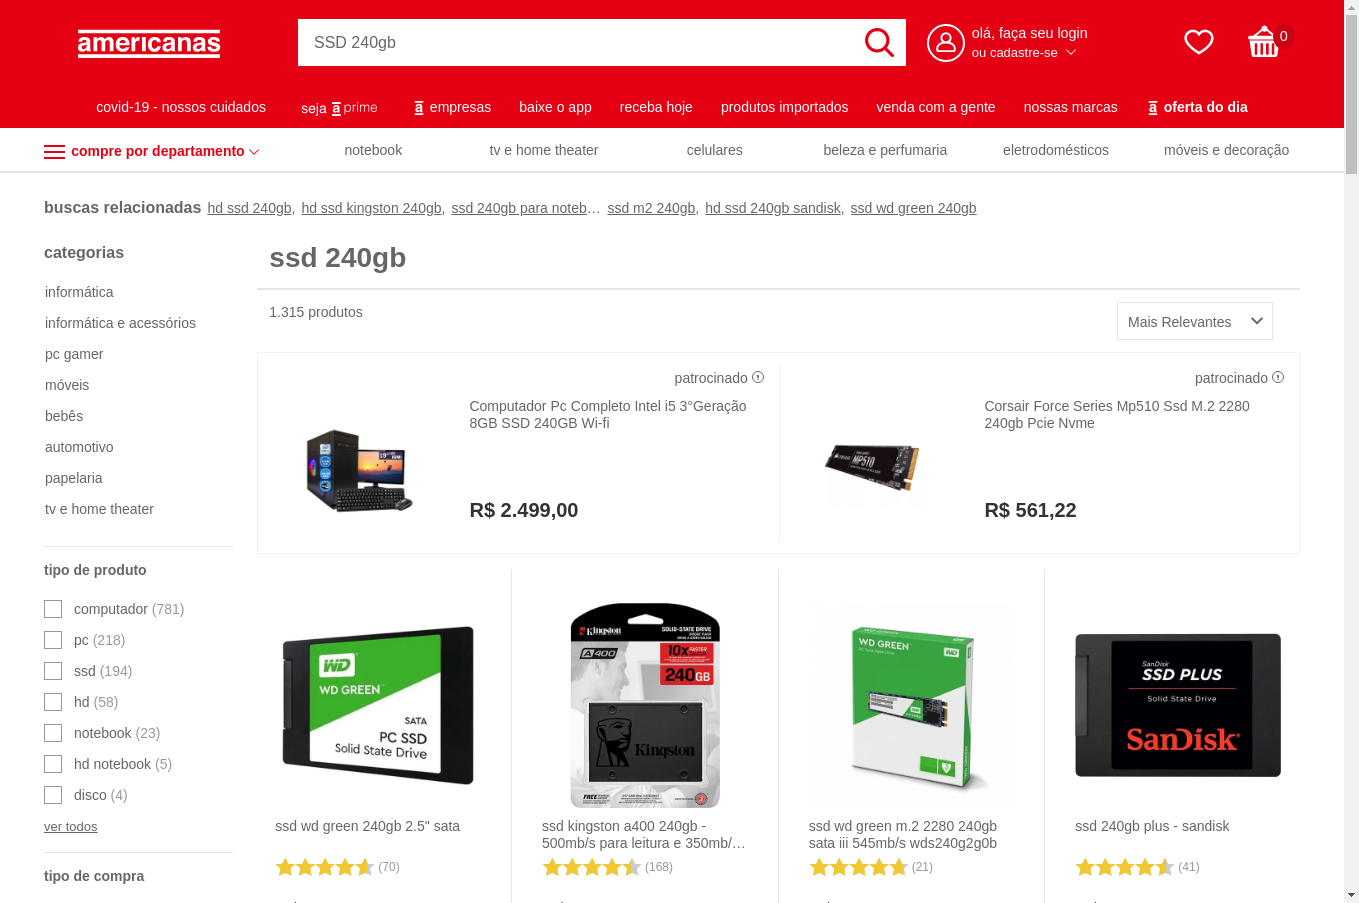 americanas
SSD 240gb
olá, faça seu login
ou cadastre-se
0
covid-19 - nossos cuidados
seja a prime
a empresas
baixe o app
receba hoje
produtos importados
venda com a gente
nossas marcas
a oferta do dia
compre por departamento
notebook
tv e home theater
celulares
beleza e perfumaria
eletrodomésticos
móveis e decoração
buscas relacionadas hd ssd 240gb, hd ssd kingston 240gb, ssd 240gb para noteb… ssd m2 240gb, hd ssd 240gb sandisk, ssd wd green 240gb
categorias
informática
informática e acessórios
pc gamer
móveis
bebês
automotivo
papelaria
tv e home theater
tipo de produto
computador (781)
pc (218)
ssd (194)
hd (58)
notebook (23)
hd notebook (5)
disco (4)
ver todos
tipo de compra
ssd 240gb
1.315 produtos
Mais Relevantes
patrocinado
Computador Pc Completo Intel i5 3°Geração
8GB SSD 240GB Wi-fi
R$ 2.499,00
patrocinado
Corsair Force Series Mp510 Ssd M.2 2280
240gb Pcie Nvme
MP510
R$ 561,22
WD
WD GREEN
SATA
PC SSD
Solid State Drive
ssd wd green 240gb 2.5" sata
(70)
Kingston
SOLID-STATE DRIVE
A400
10x FASTER
240GB
Kingston
FREE
ssd kingston a400 240gb -
500mb/s para leitura e 350mb/…
(168)
WD GREEN
WD
ssd wd green m.2 2280 240gb
sata iii 545mb/s wds240g2g0b
(21)
SanDisk
SSD PLUS
Solid State Drive
SanDisk
ssd 240gb plus - sandisk
(41)